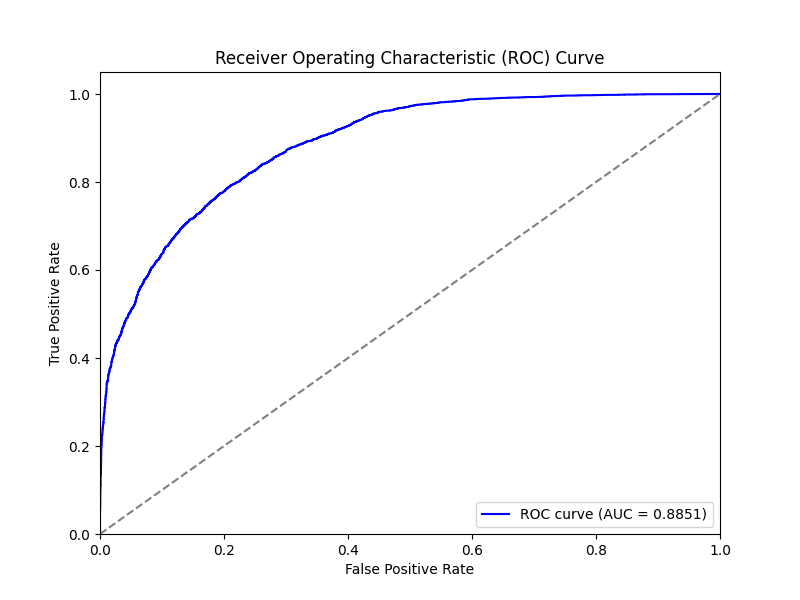 Receiver Operating Characteristic (ROC) Curve
1.0
0.8
0.6
0.4
0.2
0.0
True Positive Rate
ROC curve (AUC = 0.8851)
0.0 0.2 0.4 0.6 0.8 1.0
False Positive Rate